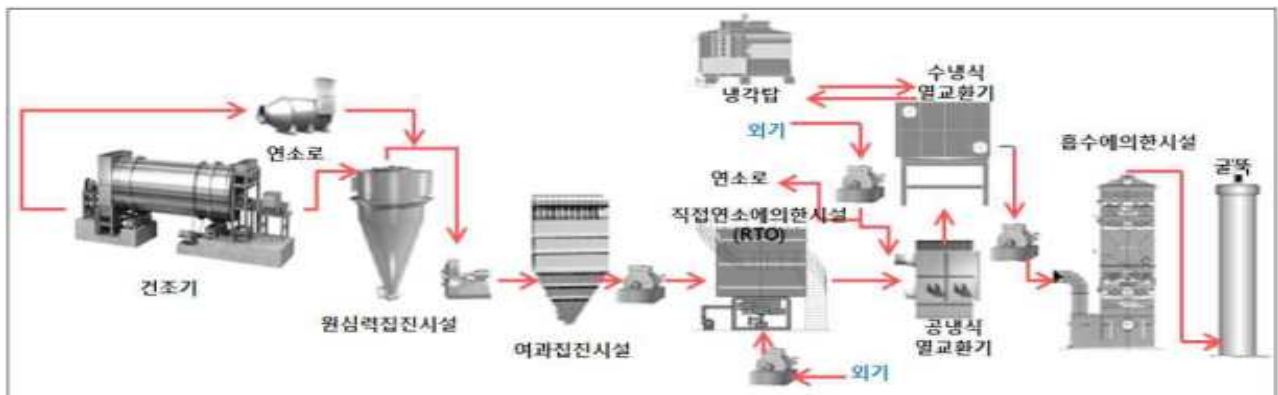 냉각탑
수냉식
열교환기
외기
연소로
건조기
원심력집진시설
여과집진시설
연소로
직접연소에의한시설
(RTO)
외기
공냉식
열교환기
흡수에의한시설
굴뚝